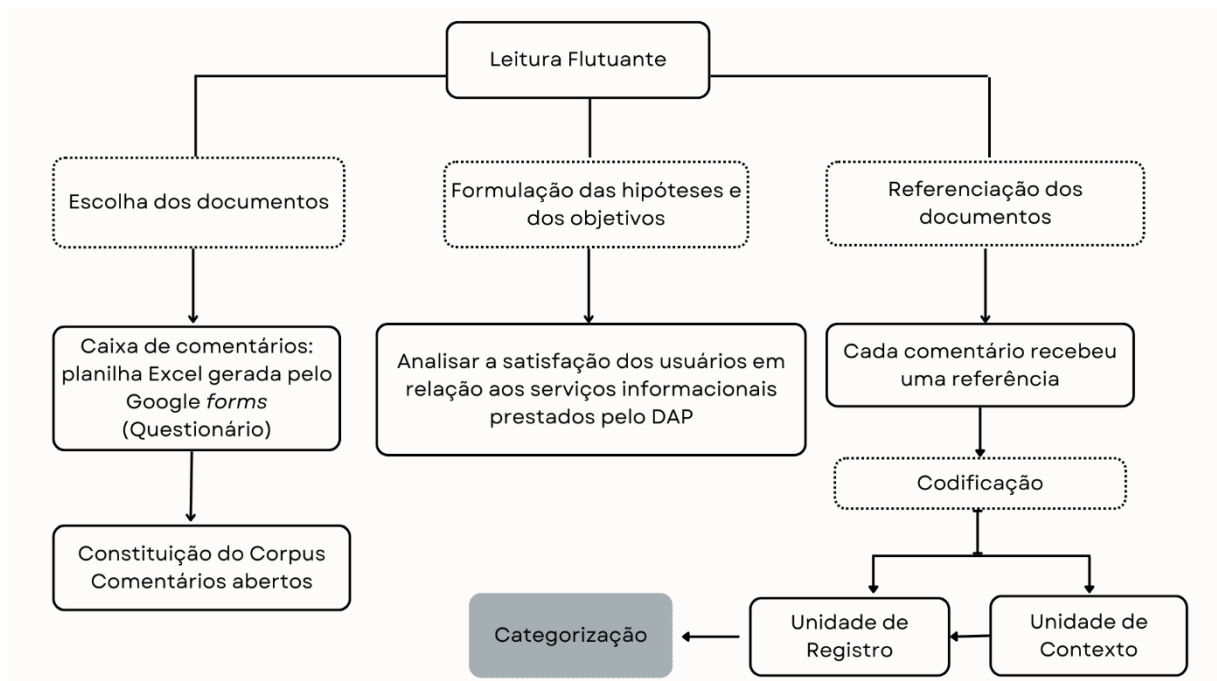 Leitura Flutuante
Escolha dos documentos
Formulação das hipóteses e
dos objetivos
Referenciação dos
documentos
Caixa de comentários:
planilha Excel gerada pelo
Google forms
(Questionário)
Analisar a satisfação dos usuários em
relação aos serviços informacionais
prestados pelo DAP
Cada comentário recebeu
uma referência
Codificação
Constituição do Corpus
Comentários abertos
Categorização
Unidade de
Registro
Unidade de
Contexto